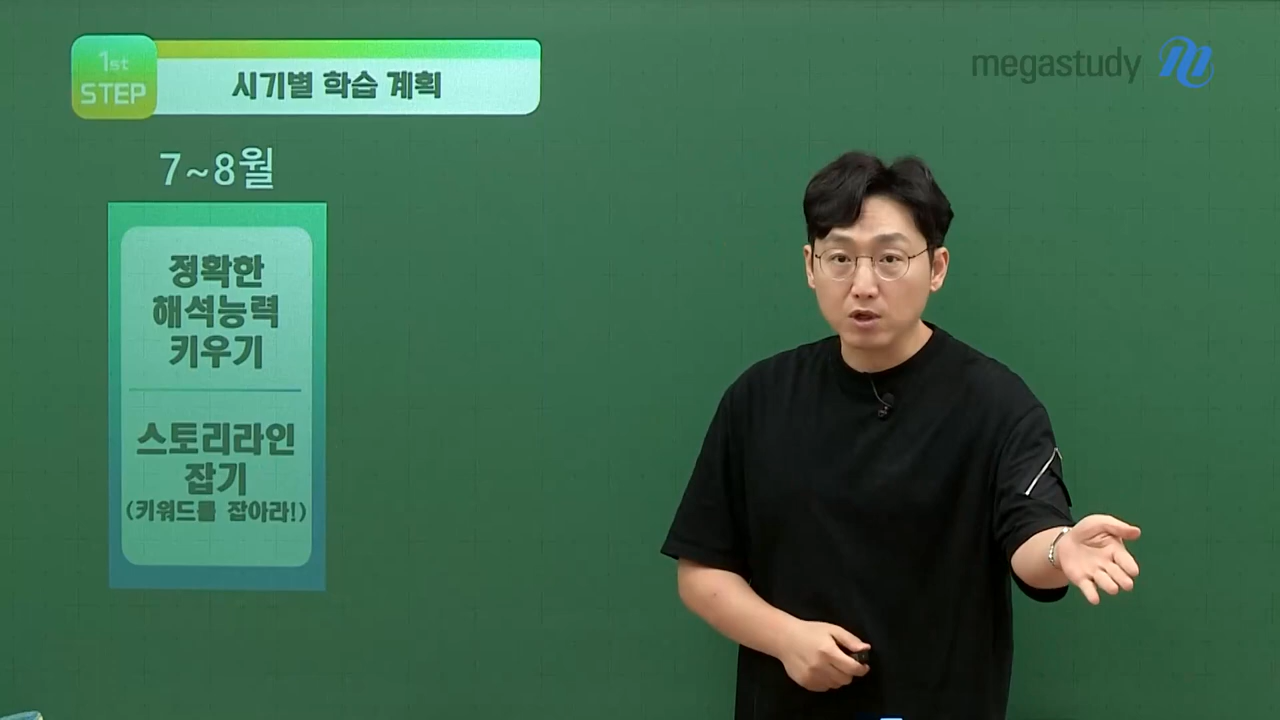 1st
STEP
시기별 학습 계획
megastudy
7~8월
정확한
해석능력
키우기
스토리라인
잡기
(키워드를 잡아라!)